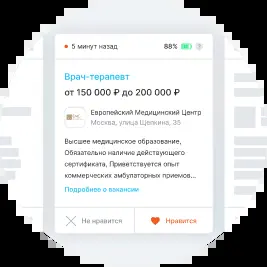 5 минут назад 88%
?
Врач-терапевт
от 150 000 ₽ до 200 000 ₽
Европейский Медицинский Центр
Москва, улица Щепкина, 35
Высшее медицинское образование,
Обязательно наличие действующего
сертификата, Приветствуется опыт
коммерческих амбулаторных приемов...
Подробнее о вакансии
Не нравится
Нравится